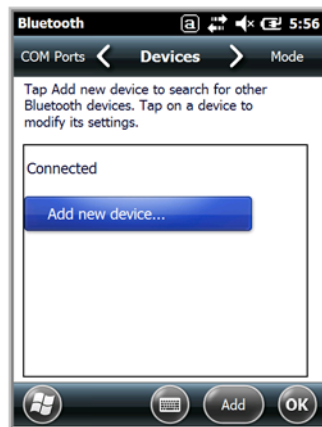 Bluetooth a 5:56
COM Ports Devices Mode
Tap Add new device to search for other
Bluetooth devices. Tap on a device to
modify its settings.
Connected
Add new device...
Add OK